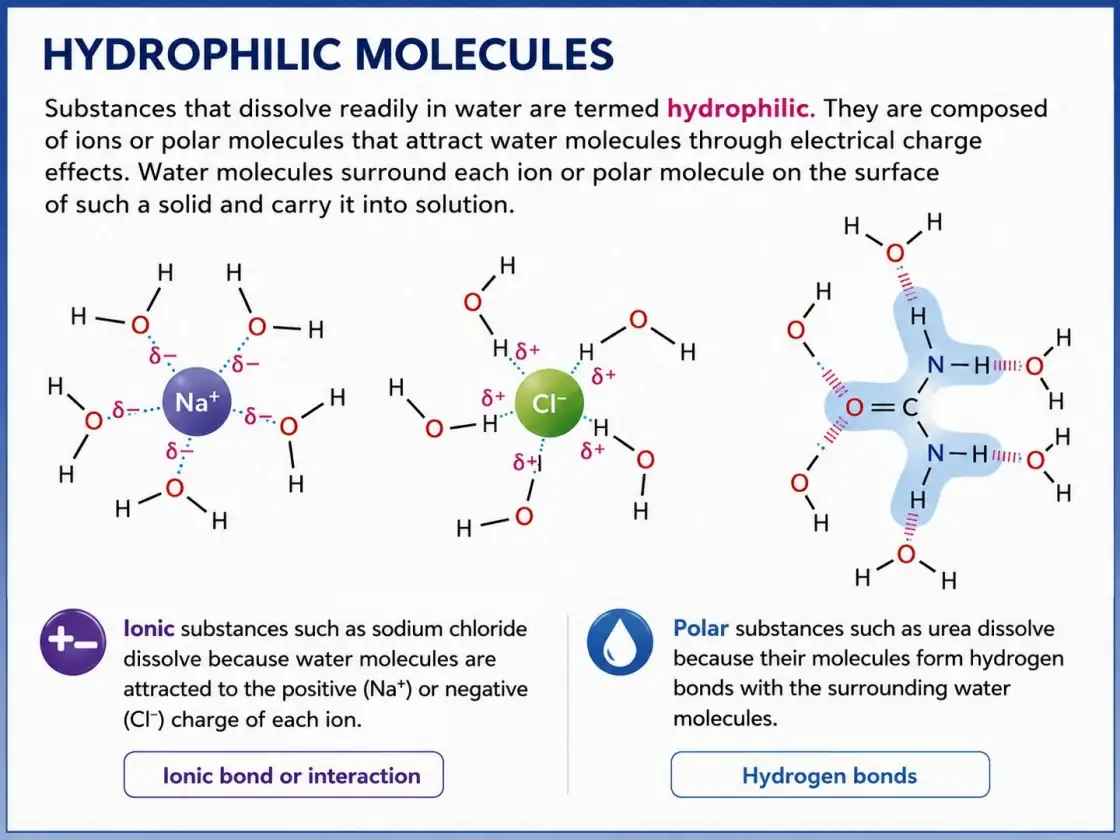 HYDROPHILIC MOLECULES
Substances that dissolve readily in water are termed hydrophilic. They are composed
of ions or polar molecules that attract water molecules through electrical charge
effects. Water molecules surround each ion or polar molecule on the surface
of such a solid and carry it into solution.
H H
H O O H
δ− δ−
H O δ− Na⁺ δ− O H
H δ− H
H O H
H
O
H δ+
H O H
δ+
H δ+ Cl⁻
O H H δ+
δ+ O
H O H
H H
O
H
O H
N H O H
H
O = C
N H O H
H
O H
H
O
H H
Ionic substances such as sodium chloride
dissolve because water molecules are
attracted to the positive (Na⁺) or negative
(Cl⁻) charge of each ion.
Ionic bond or interaction
Polar substances such as urea dissolve
because their molecules form hydrogen
bonds with the surrounding water
molecules.
Hydrogen bonds